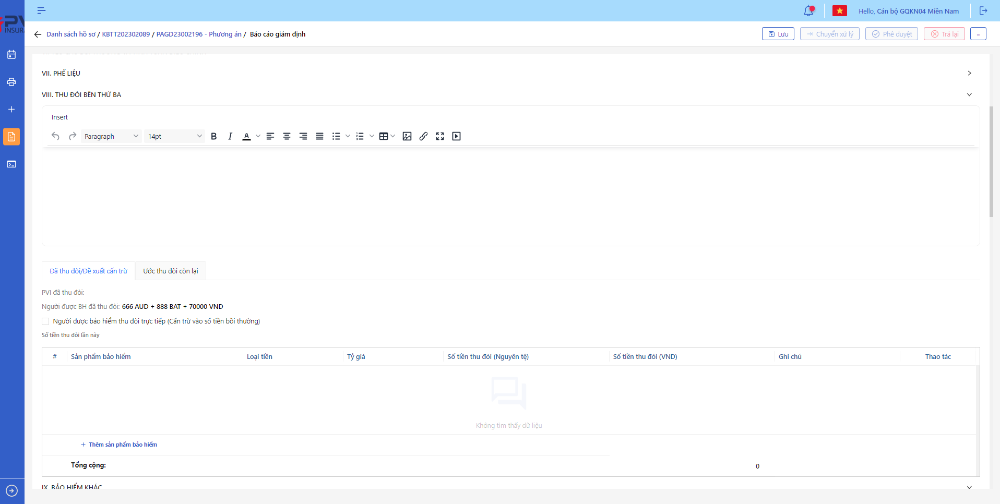 PV
INSURA
Hello, Cán bộ GQKN04 Miền Nam
Danh sách hồ sơ / KBTT202302089 / PAGD23002196 - Phương án / Báo cáo giám định
Lưu
Chuyển xử lý
Phê duyệt
Trả lại
...
VII. PHẾ LIỆU
VIII. THU ĐÒI BÊN THỨ BA
Insert
Paragraph
14pt
B
I
A
Đã thu đòi/Đề xuất cấn trừ
Ước thu đòi còn lại
PVI đã thu đòi:
Người được BH đã thu đòi: 666 AUD + 888 BAT + 70000 VND
Người được bảo hiểm thu đòi trực tiếp (Cấn trừ vào số tiền bồi thường)
Số tiền thu đòi lần này
# Sản phẩm bảo hiểm Loại tiền Tỷ giá Số tiền thu đòi (Nguyên tệ) Số tiền thu đòi (VND) Ghi chú Thao tác
Không tìm thấy dữ liệu
+ Thêm sản phẩm bảo hiểm
Tổng cộng: 0
IX. BẢO HIỂM KHÁC